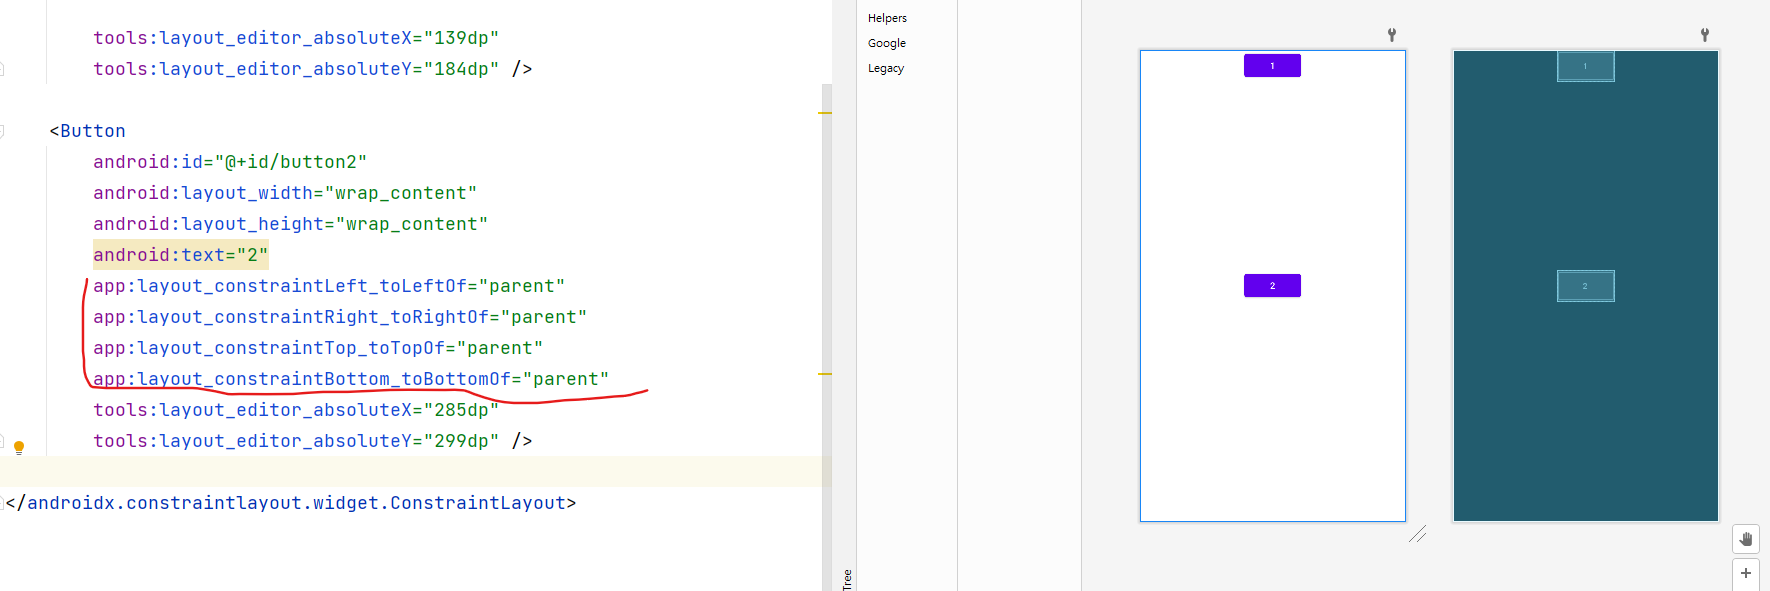 tools:layout_editor_absoluteX="139dp"
tools:layout_editor_absoluteY="184dp" />
<Button
android:id="@+id/button2"
android:layout_width="wrap_content"
android:layout_height="wrap_content"
android:text="2"
app:layout_constraintLeft_toLeftOf="parent"
app:layout_constraintRight_toRightOf="parent"
app:layout_constraintTop_toTopOf="parent"
app:layout_constraintBottom_toBottomOf="parent"
tools:layout_editor_absoluteX="285dp"
tools:layout_editor_absoluteY="299dp" />
</androidx.constraintlayout.widget.ConstraintLayout>
Tree
Helpers
Google
Legacy
1
2
1
2